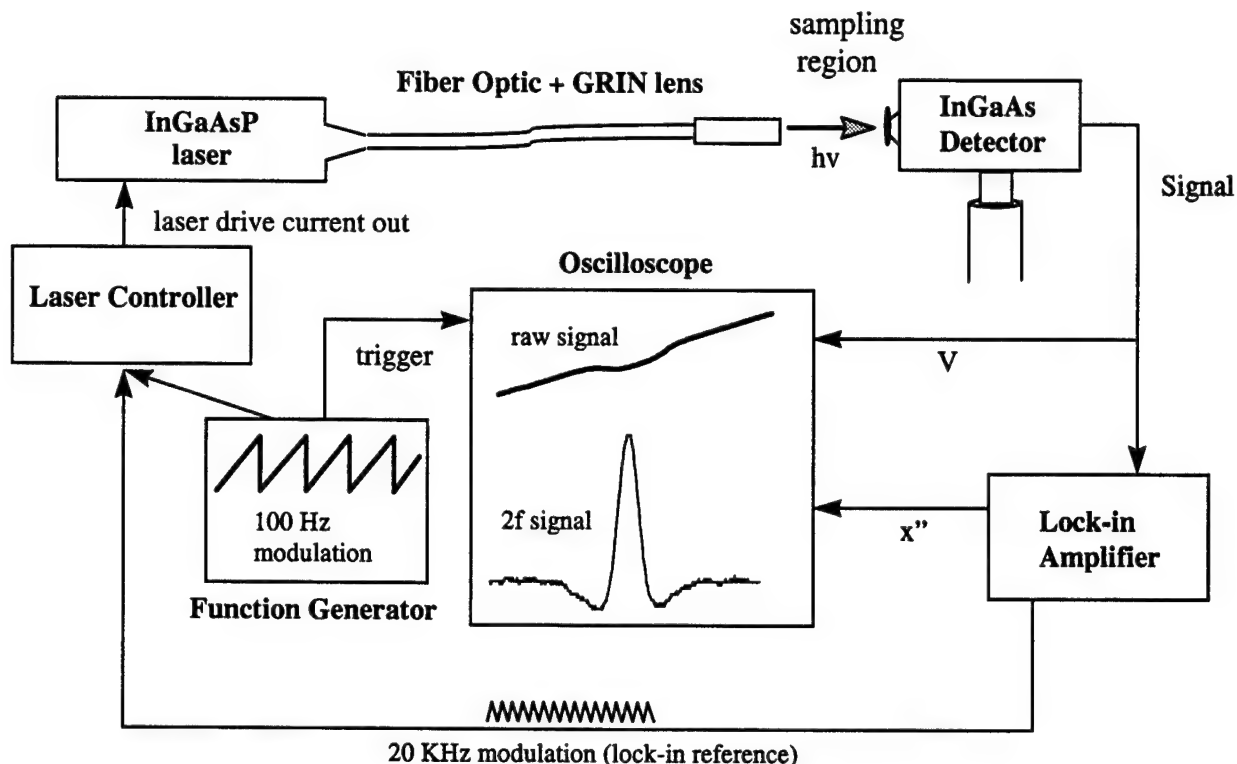 sampling
region
Fiber Optic + GRIN lens
InGaAsP
laser
InGaAs
Detector
hν
Signal
laser drive current out
Laser Controller
Oscilloscope
raw signal
trigger
V
100 Hz
modulation
2f signal
x”
Lock-in
Amplifier
Function Generator
20 KHz modulation (lock-in reference)